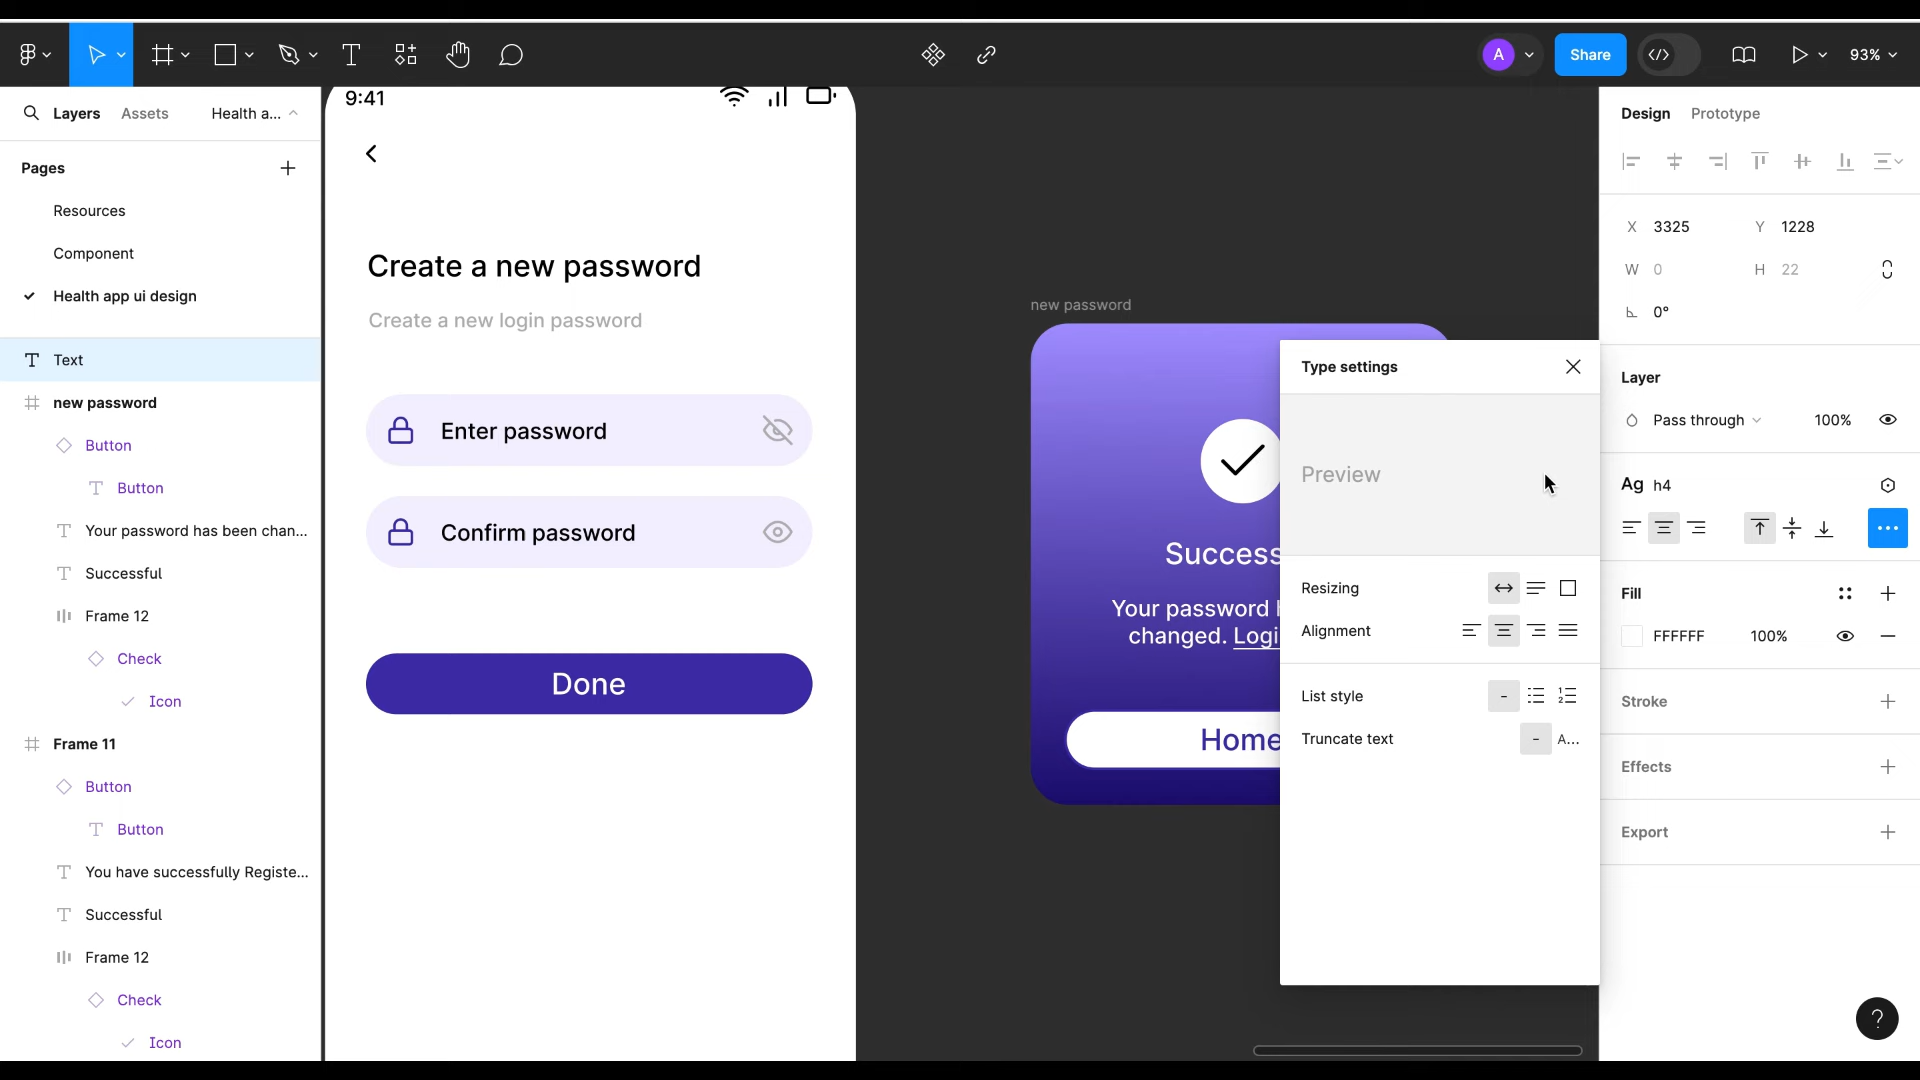 A
Share
93%
Layers
Assets
Health a...
Pages
Resources
Component
Health app ui design
Text
new password
Button
Button
Your password has been chan...
Successful
Frame 12
Check
Icon
Frame 11
Button
Button
You have successfully Registe...
Successful
Frame 12
Check
Icon
9:41
Create a new password
Create a new login password
Enter password
Confirm password
Done
new password
Success
Your password
changed. Logi
Home
Type settings
Preview
Resizing
Alignment
List style
-
Truncate text
-
A...
Design
Prototype
X 3325
Y 1228
W 0
H 22
0°
Layer
Pass through
100%
Ag h4
Fill
FFFFFF
100%
Stroke
Effects
Export
?